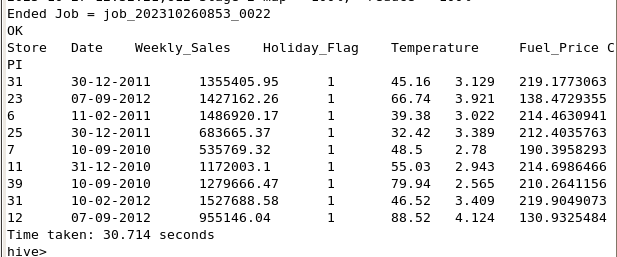 Ended Job = job_202310260853_0022
OK
Store   Date    Weekly_Sales    Holiday_Flag    Temperature     Fuel_Price C
PI
31      30-12-2011      1355405.95      1       45.16   3.129   219.1773063
23      07-09-2012      1427162.26      1       66.74   3.921   138.4729355
6       11-02-2011      1486920.17      1       39.38   3.022   214.4630941
25      30-12-2011      683665.37       1       32.42   3.389   212.4035763
7       10-09-2010      535769.32       1       48.5    2.78    190.3958293
11      31-12-2010      1172003.1       1       55.03   2.943   214.6986466
39      10-09-2010      1279666.47      1       79.94   2.565   210.2641156
31      10-02-2012      1527688.58      1       46.52   3.409   219.9049073
12      07-09-2012      955146.04       1       88.52   4.124   130.9325484
Time taken: 30.714 seconds
hive>